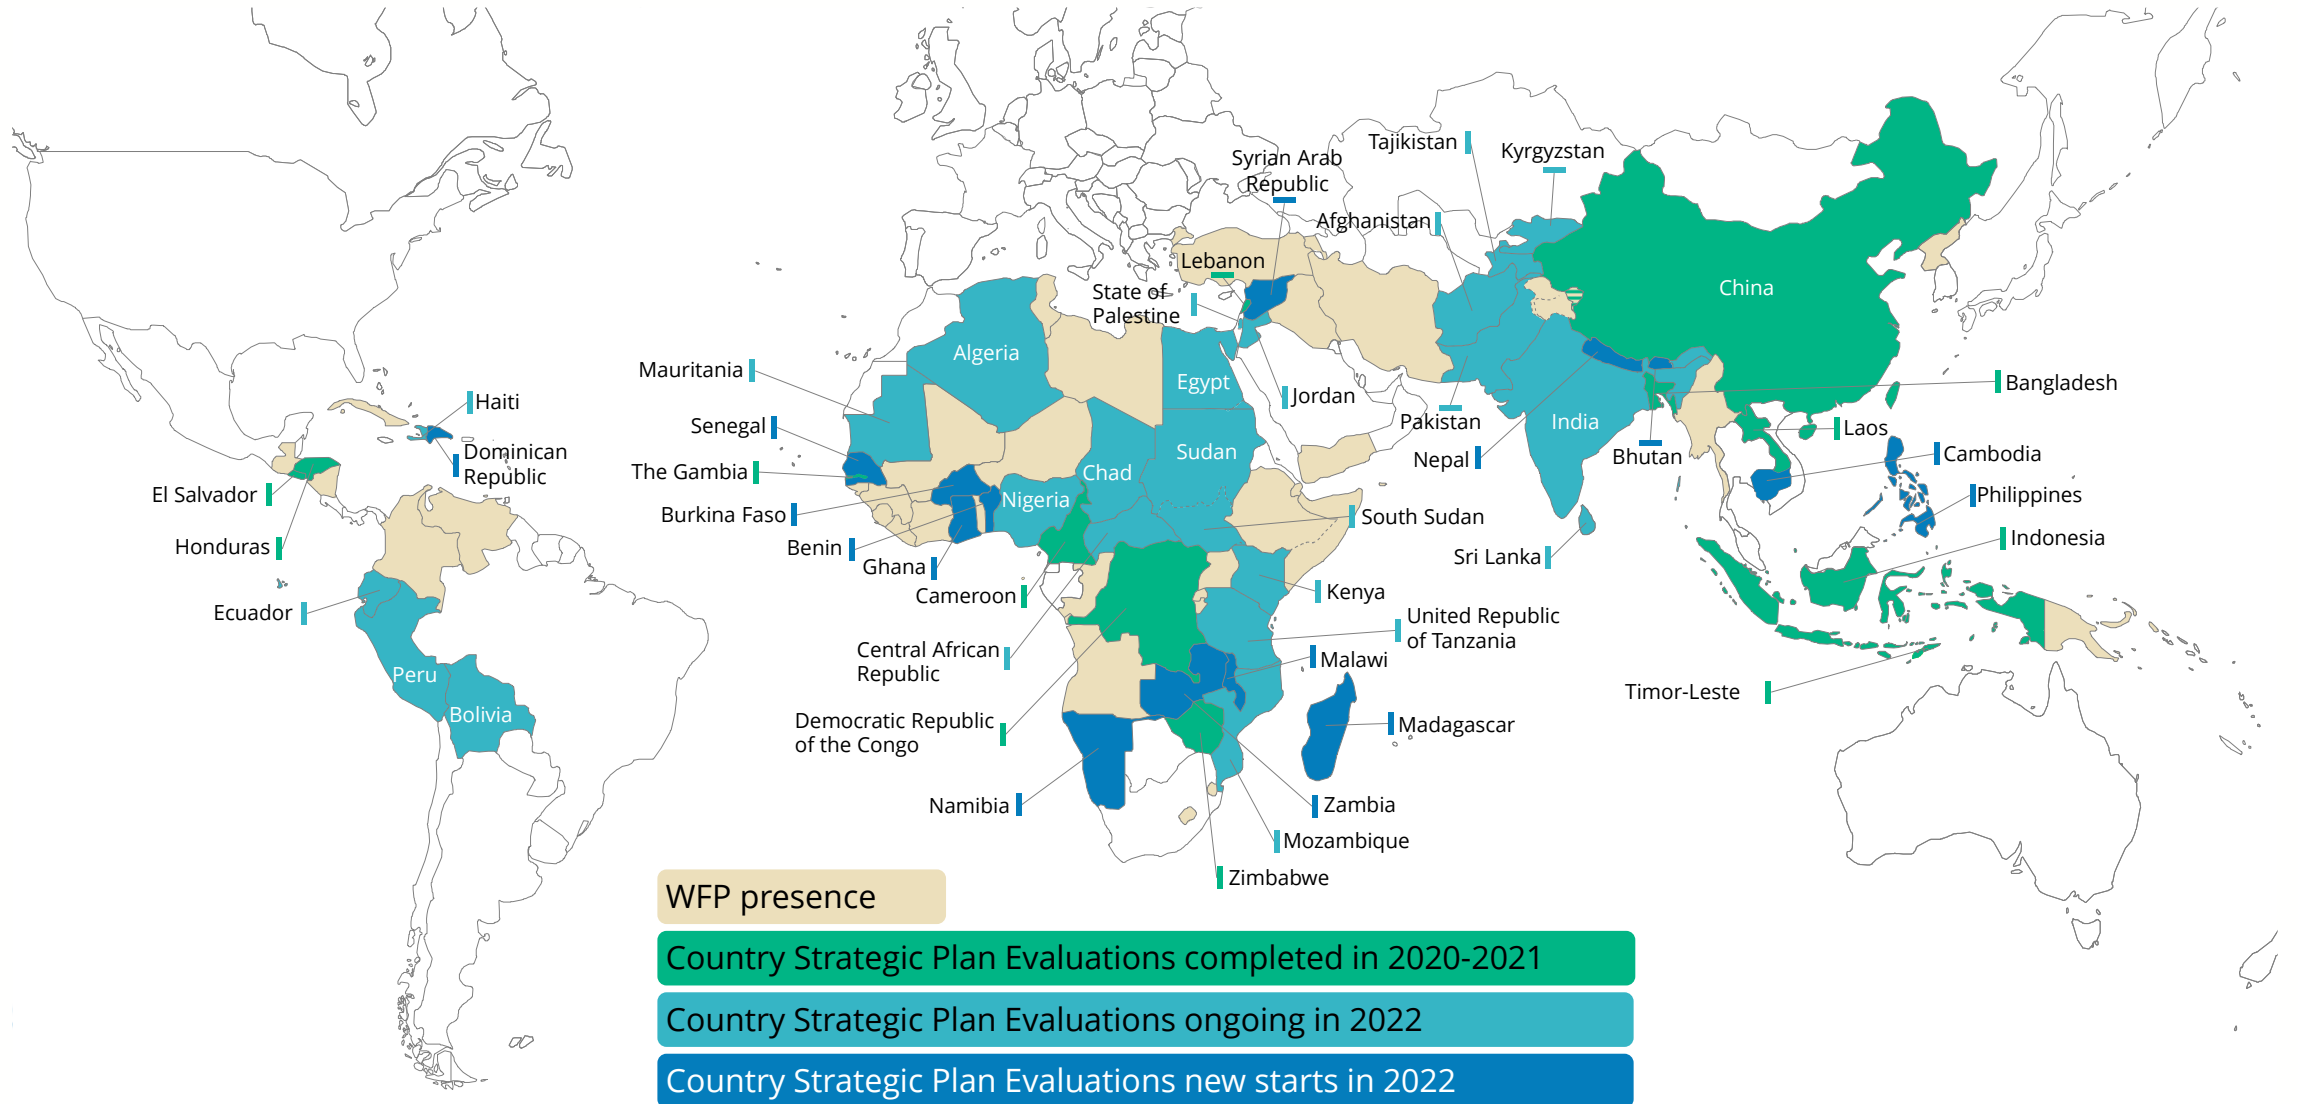 Tajikistan
Kyrgyzstan
Syrian Arab
Republic
Afghanistan
Lebanon
State of
Palestine
China
Algeria
Mauritania
Egypt
Jordan
Bangladesh
Haiti
Senegal
Pakistan
India
Laos
Dominican
Republic
The Gambia
Sudan
Chad
Nepal
Bhutan
Cambodia
El Salvador
Nigeria
Philippines
Burkina Faso
South Sudan
Indonesia
Honduras
Benin
Ghana
Sri Lanka
Cameroon
Kenya
Ecuador
United Republic
of Tanzania
Central African
Republic
Malawi
Peru
Timor-Leste
Bolivia
Democratic Republic
of the Congo
Madagascar
Namibia
Zambia
Mozambique
Zimbabwe
WFP presence
Country Strategic Plan Evaluations completed in 2020-2021
Country Strategic Plan Evaluations ongoing in 2022
Country Strategic Plan Evaluations new starts in 2022